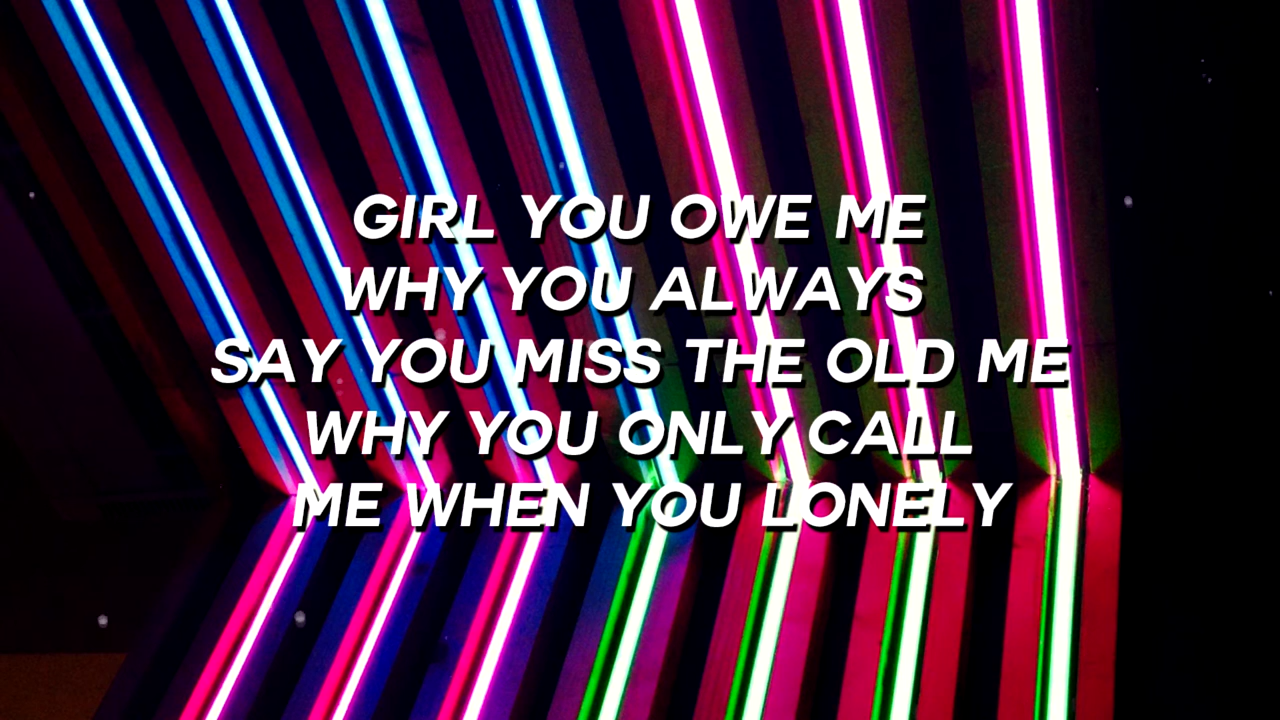 GIRL YOU OWE ME
WHY YOU ALWAYS
SAY YOU MISS THE OLD ME
WHY YOU ONLY CALL
ME WHEN YOU LONELY